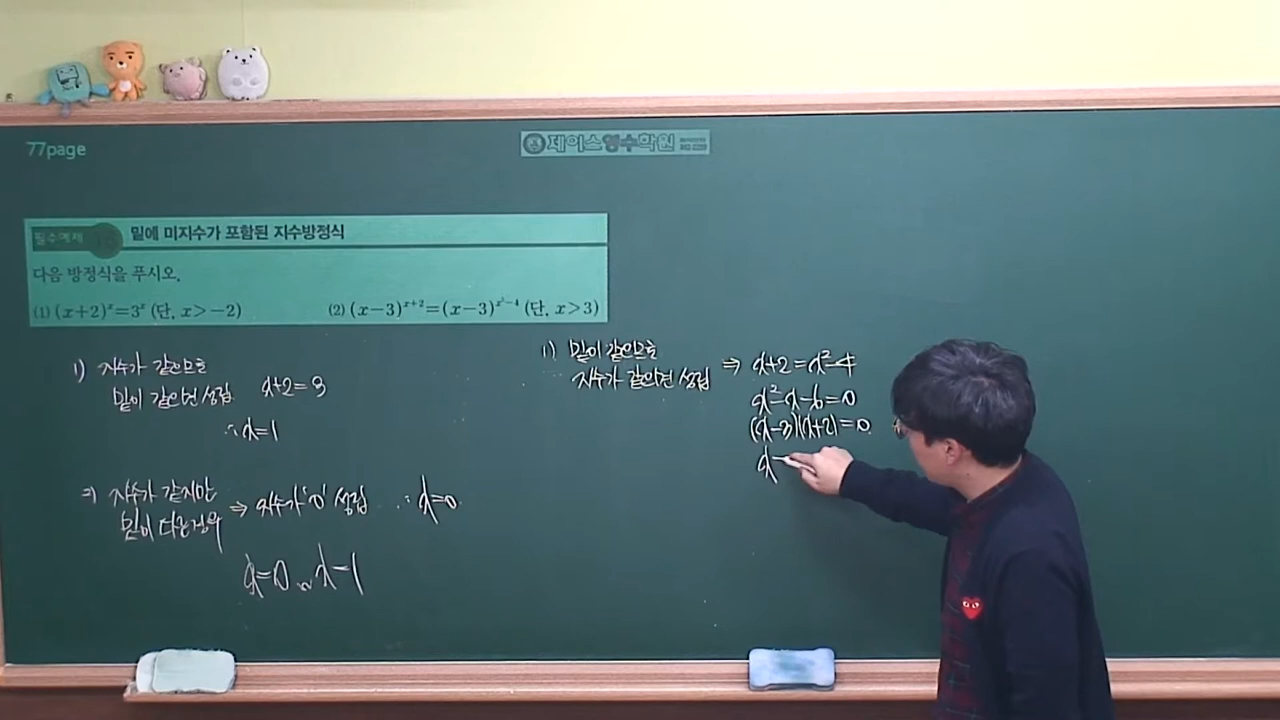 77page
제이스영수학원
필수예제
밑에 미지수가 포함된 지수방정식
다음 방정식을 푸시오.
(1) (x+2)^x=3^x (단, x>-2)
(2) (x-3)^{x+2}=(x-3)^{x²-4} (단, x>3)
1) 지수가 같으므로
밑이 같으면 성립 x+2=3
∴ x=1
⇒ 지수가 같지만
밑이 다른경우
⇒ 지수가 '0' 성립 ∴ x=0.
x=0 or x=1
1) 밑이 같으므로
지수가 같으면 성립 ⇒ x+2=x²-4
x²-x-6=0
(x-3)(x+2)=0.
x=